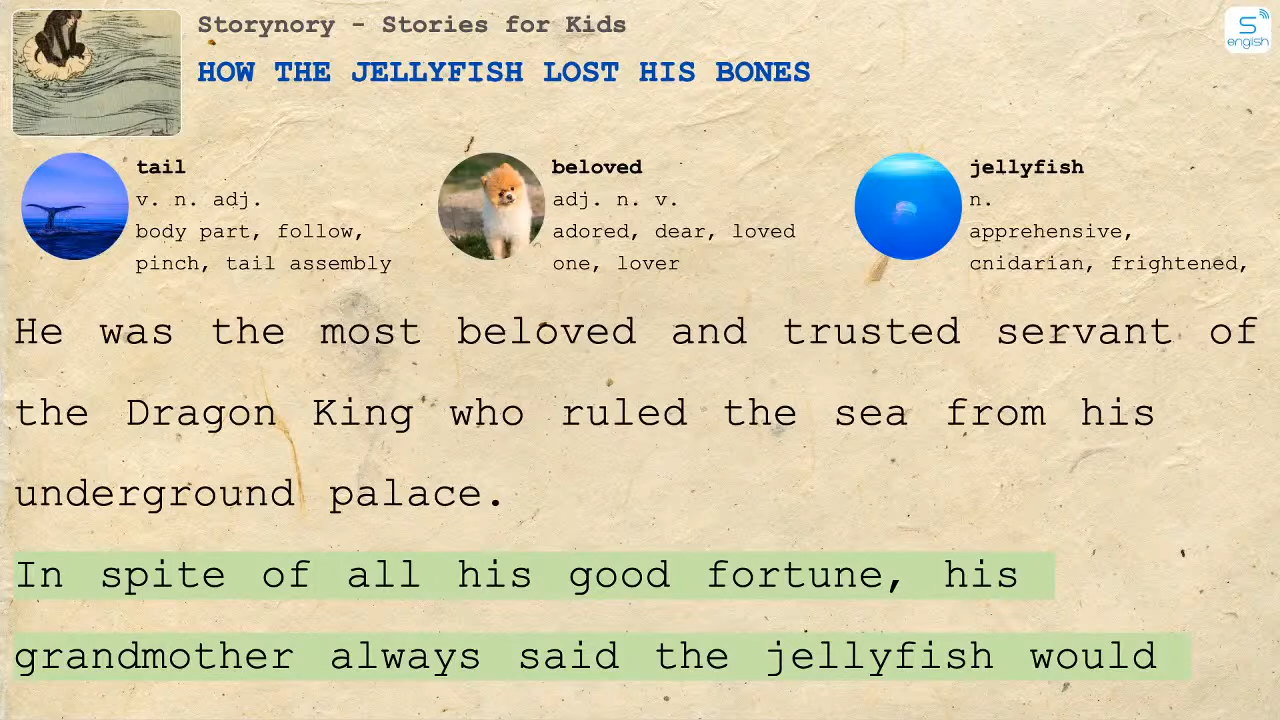 Storynory - Stories for Kids
HOW THE JELLYFISH LOST HIS BONES
S
english
tail
v. n. adj.
body part, follow,
pinch, tail assembly
beloved
adj. n. v.
adored, dear, loved
one, lover
jellyfish
n.
apprehensive,
cnidarian, frightened,
He was the most beloved and trusted servant of
the Dragon King who ruled the sea from his
underground palace.
In spite of all his good fortune, his
grandmother always said the jellyfish would